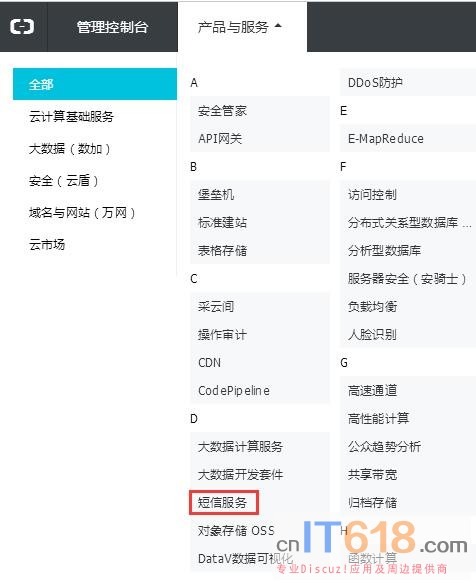 管理控制台
产品与服务
全部
云计算基础服务
大数据（数加）
安全（云盾）
域名与网站（万网）
云市场
A
安全管家
API网关
B
堡垒机
标准建站
表格存储
C
采云间
操作审计
CDN
CodePipeline
D
大数据计算服务
大数据开发套件
短信服务
对象存储 OSS
DataV数据可视化
DDoS防护
E
E-MapReduce
F
访问控制
分布式关系型数据库 ...
分析型数据库
服务器安全（安骑士）
负载均衡
人脸识别
G
高速通道
高性能计算
公众趋势分析
共享带宽
归档存储
H
函数计算
cnIT618.com
专业Discuz!应用及周边提供商